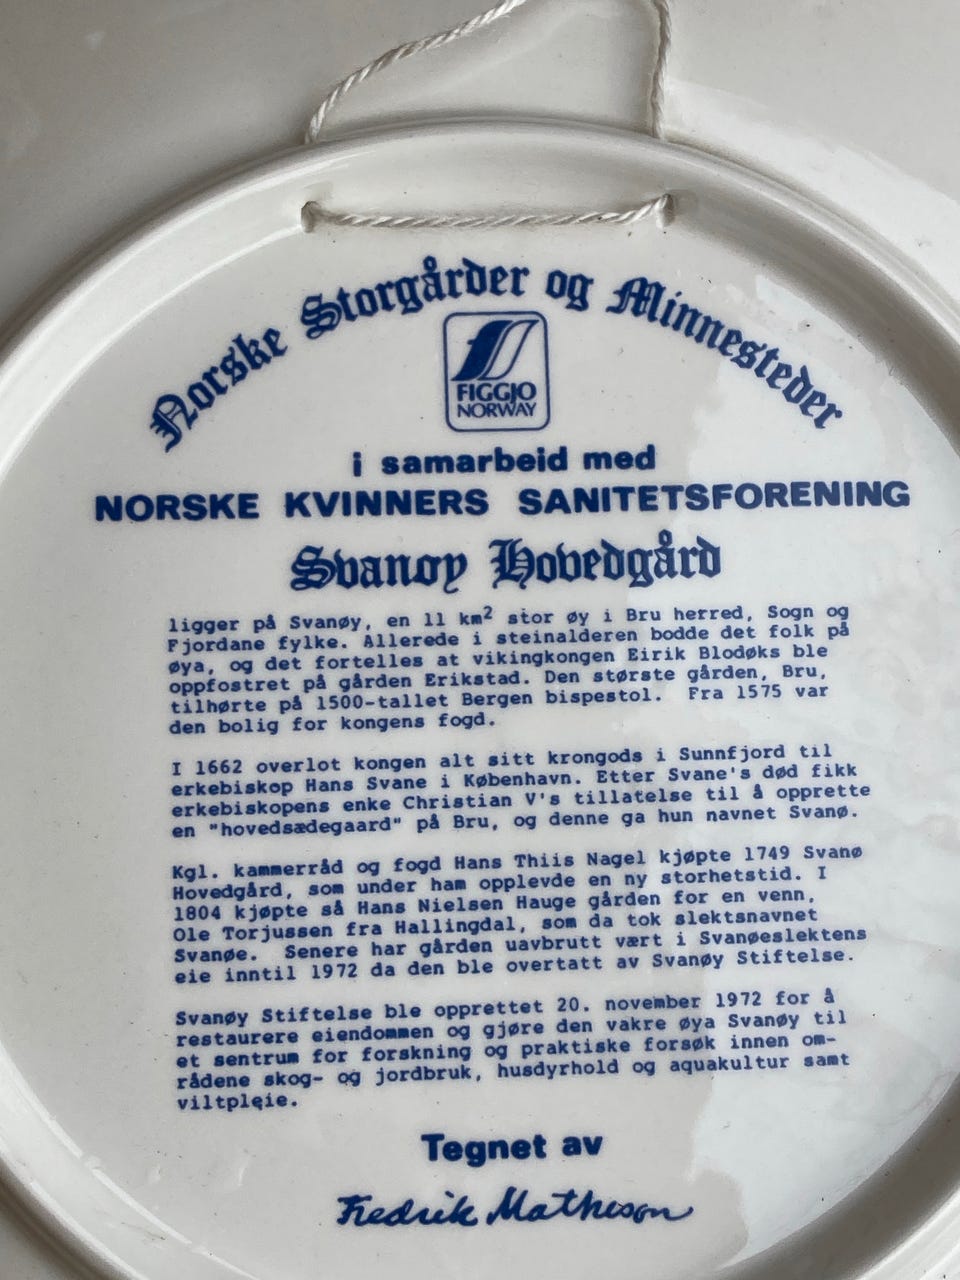 Norske Storgårder og Minnesteder
FIGGJO
NORWAY
i samarbeid med
NORSKE KVINNERS SANITETSFORENING
Svanøy Hovedgård
ligger på Svanøy, en 11 km² stor øy i Bru herred, Sogn og
Fjordane fylke. Allerede i steinalderen bodde det folk på
øya, og det fortelles at vikingkongen Eirik Blodøks ble
oppfostret på gården Erikstad. Den største gården, Bru,
tilhørte på 1500-tallet Bergen bispestol. Fra 1575 var
den bolig for kongens fogd.
I 1662 overlot kongen alt sitt krongods i Sunnfjord til
erkebiskop Hans Svane i København. Etter Svane's død fikk
erkebiskopens enke Christian V's tillatelse til å opprette
en "hovedsædegaard" på Bru, og denne ga hun navnet Svanø.
Kgl. kammerråd og fogd Hans Thiis Nagel kjøpte 1749 Svanø
Hovedgård, som under ham opplevde en ny storhetstid. I
1804 kjøpte så Hans Nielsen Hauge gården for en venn,
Ole Torjussen fra Hallingdal, som da tok slektsnavnet
Svanøe. Senere har gården uavbrutt vært i Svanøeslektens
eie inntil 1972 da den ble overtatt av Svanøy Stiftelse.
Svanøy Stiftelse ble opprettet 20. november 1972 for å
restaurere eiendommen og gjøre den vakre øya Svanøy til
et sentrum for forskning og praktiske forsøk innen om-
rådene skog- og jordbruk, husdyrhold og aquakultur samt
viltpleie.
Tegnet av
Fredrik Matheson